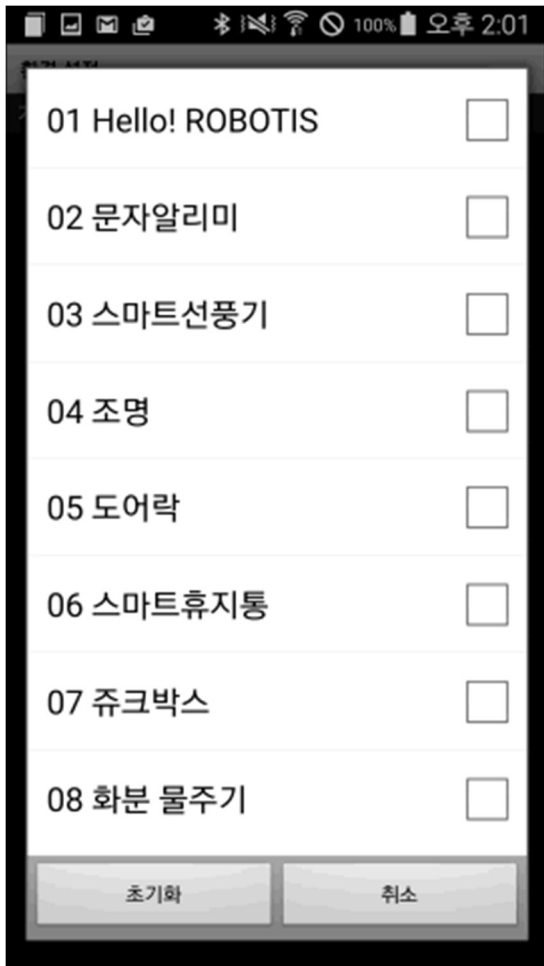 100% 오후 2:01
01 Hello! ROBOTIS
02 문자알리미
03 스마트선풍기
04 조명
05 도어락
06 스마트휴지통
07 쥬크박스
08 화분 물주기
초기화 취소